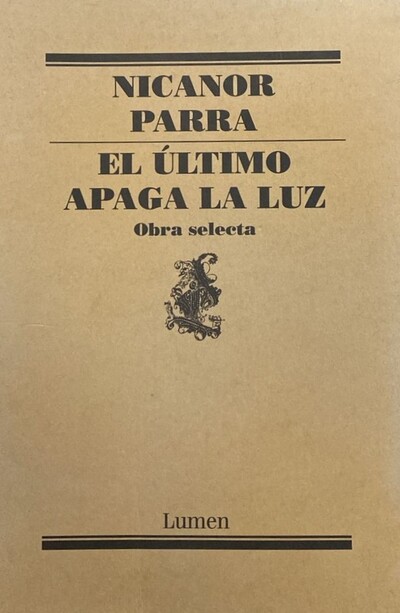 NICANOR
PARRA
EL ÚLTIMO
APAGA LA LUZ
Obra selecta
Lumen